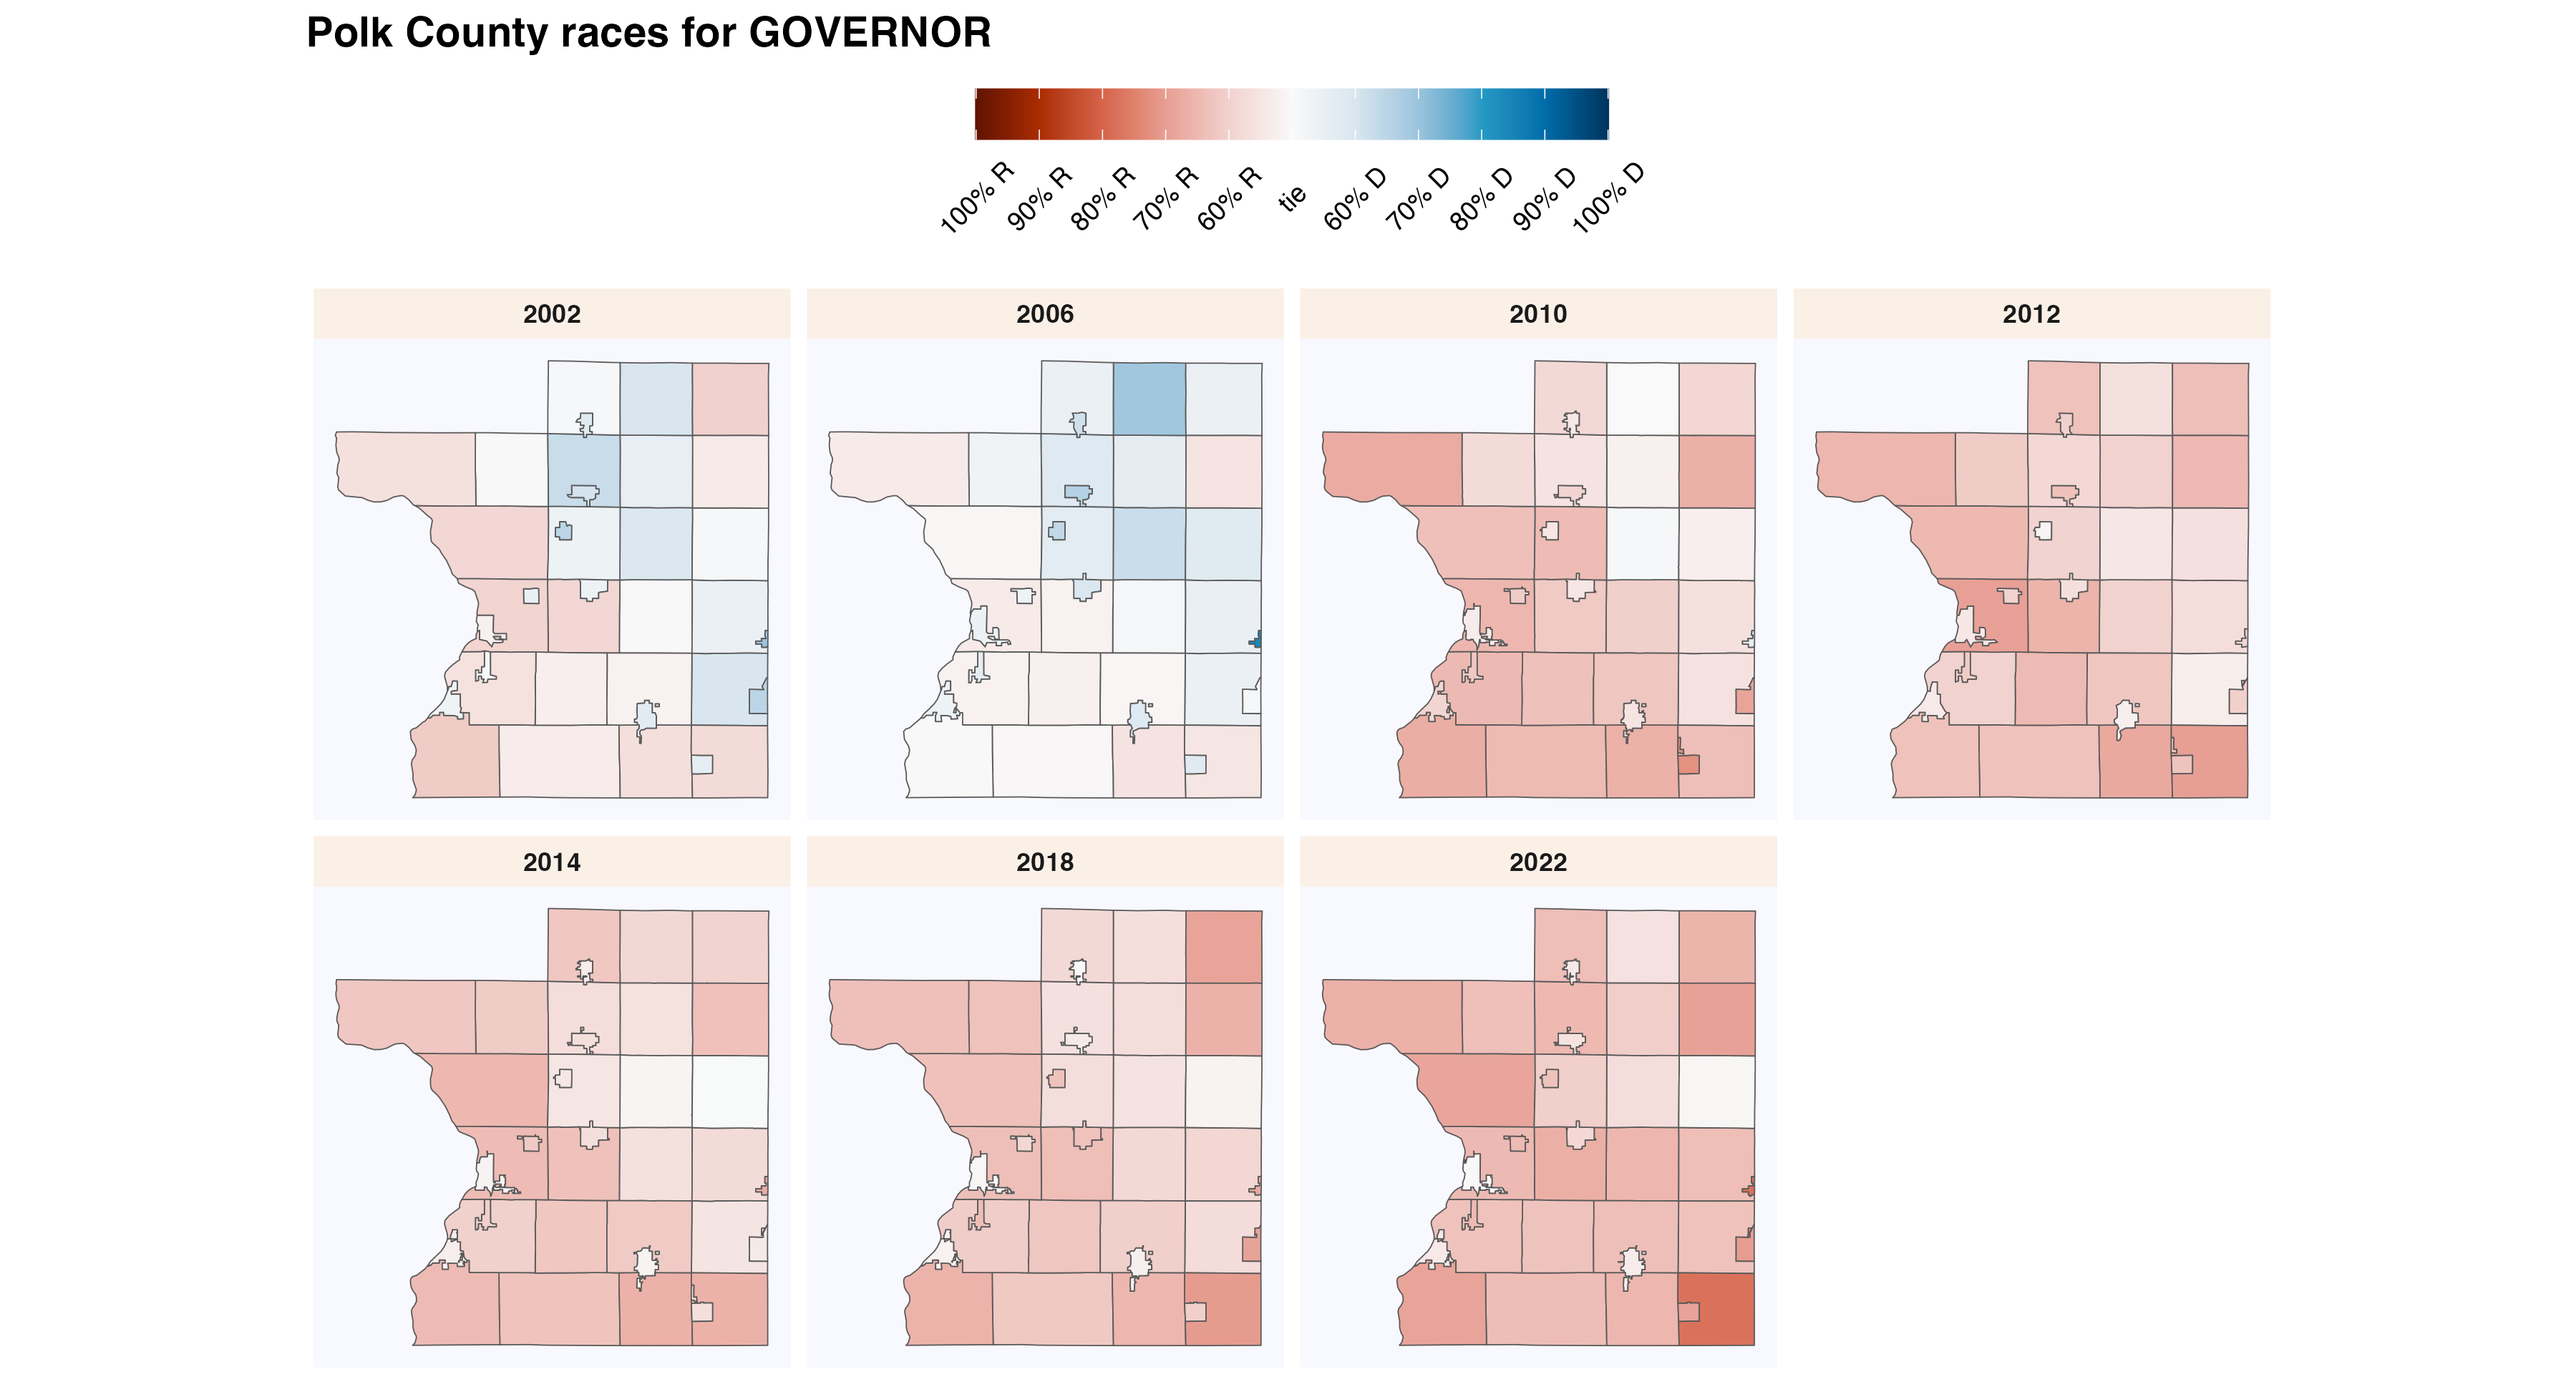 Polk County races for GOVERNOR
100% R 90% R 80% R 70% R 60% R tie 60% D 70% D 80% D 90% D 100% D
2002 2006 2010 2012
2014 2018 2022